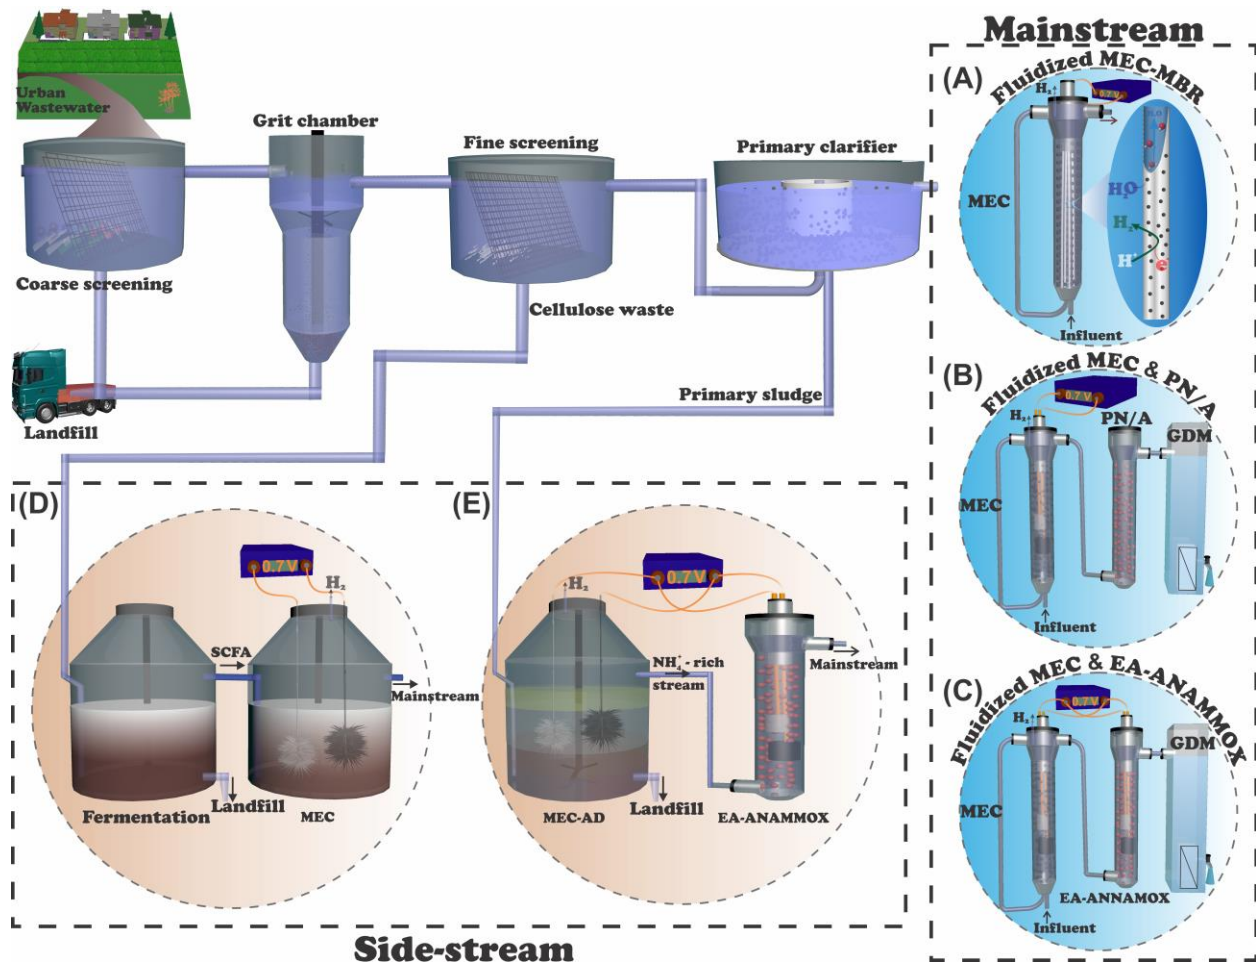 Mainstream
Urban
Wastewater
Grit chamber
Fine screening
Primary clarifier
Coarse screening
Cellulose waste
Landfill
Primary sludge
(A)
Fluidized MEC-MBR
H₂
0.7 V
H₂O
MEC
H₂O
H₂
H⁺
e
Influent
(B)
Fluidized MEC & PN/A
0.7 V
H₂
PN/A
GDM
MEC
Influent
(C)
Fluidized MEC & EA-ANAMMOX
0.7 V
H₂
GDM
MEC
EA-ANNAMOX
Influent
(D)
0.7 V
H₂
SCFA
Mainstream
Landfill
Fermentation
MEC
(E)
H₂
0.7 V
NH₄⁺ - rich
stream
Mainstream
Landfill
MEC-AD
EA-ANAMMOX
Side-stream